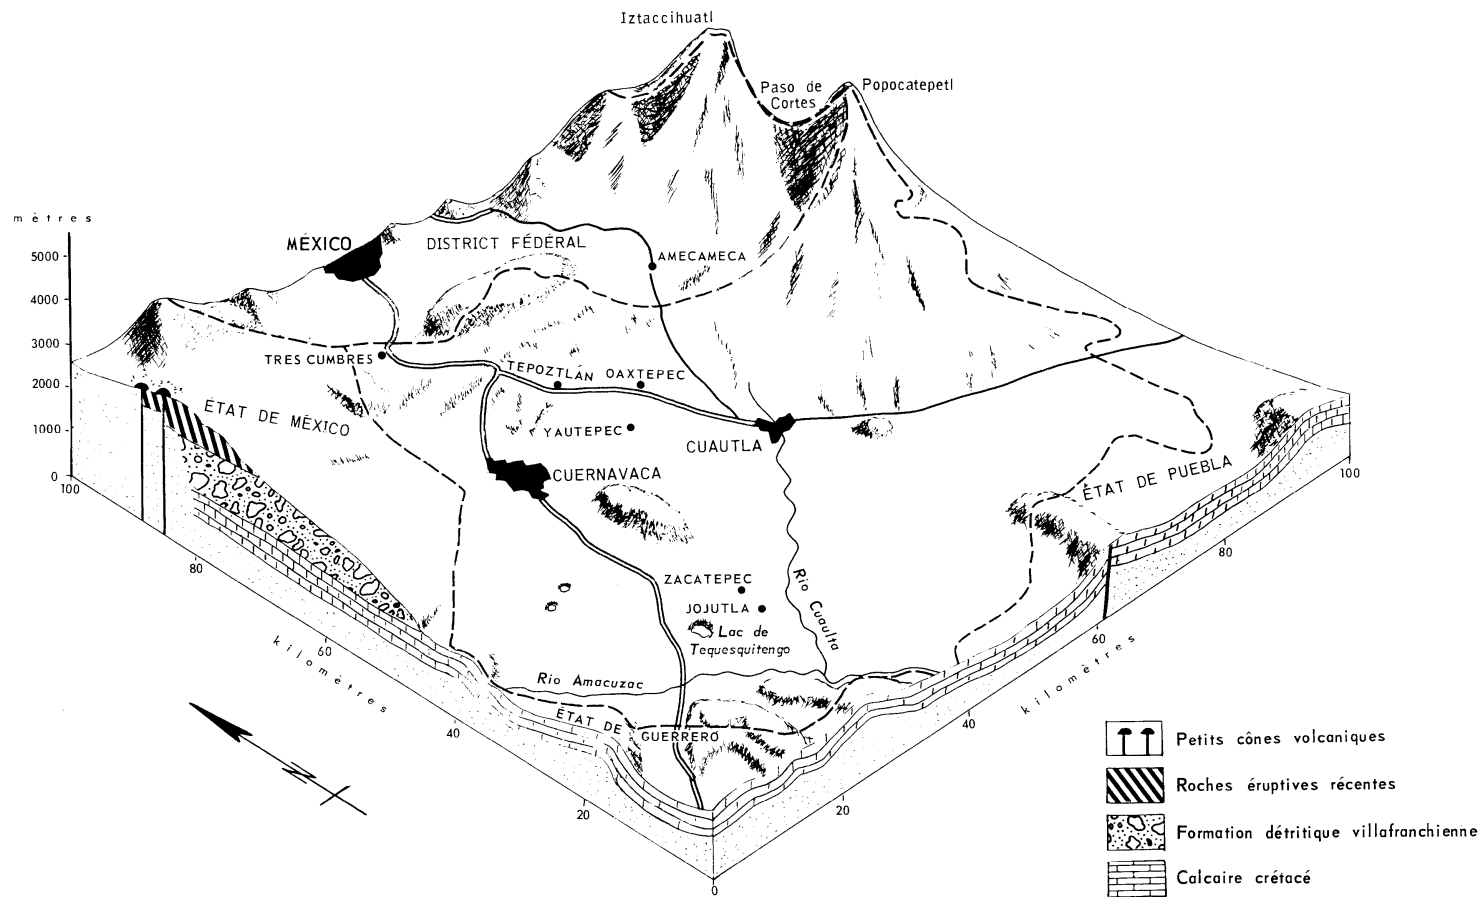 Iztaccihuatl
Paso de
Cortes
Popocatepetl
mètres
MÉXICO
DISTRICT FÉDÉRAL
AMECAMECA
5000
4000
3000
2000
1000
0
100
TRES CUMBRES
TEPOZTLÁN
OAXTEPEC
ÉTAT DE MÉXICO
YAUTEPEC
CUAUTLA
CUERNAVACA
ÉTAT DE PUEBLA
100
80
80
ZACATEPEC
JOJUTLA
Lac de
Tequesquitengo
Rio Cuaulta
60
60
kilomètres
kilomètres
Rio Amacuzac
ÉTAT DE
GUERRERO
40
40
N
20
20
0
Petits cônes volcaniques
Roches éruptives récentes
Formation détritique villafranchienne
Calcaire crétacé